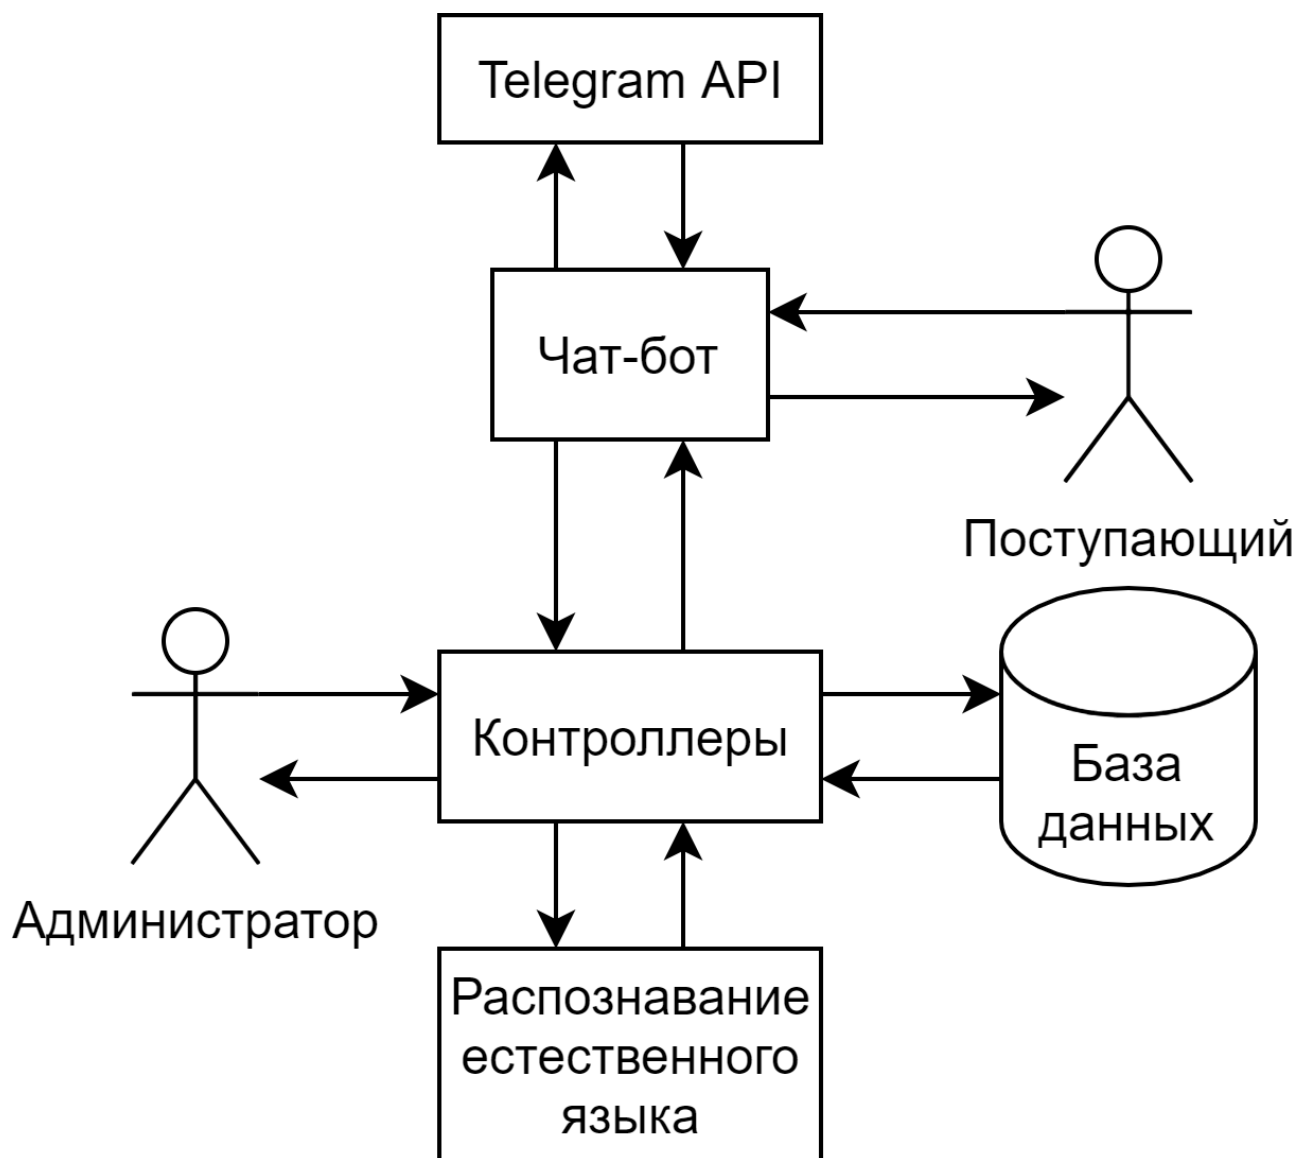 Telegram API
Чат-бот
Поступающий
Контроллеры
База
данных
Администратор
Распознавание
естественного
языка